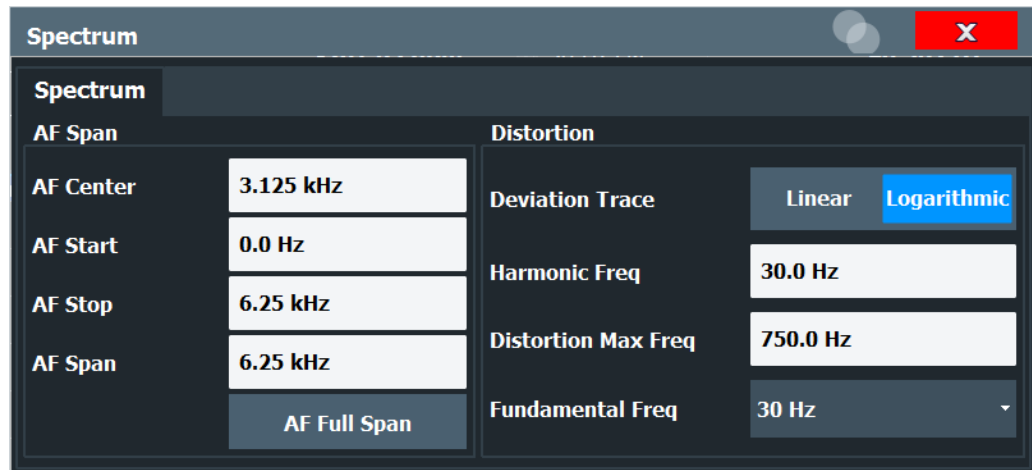 Spectrum
X
Spectrum
AF Span
AF Center
3.125 kHz
AF Start
0.0 Hz
AF Stop
6.25 kHz
AF Span
6.25 kHz
AF Full Span
Distortion
Deviation Trace
Linear
Logarithmic
Harmonic Freq
30.0 Hz
Distortion Max Freq
750.0 Hz
Fundamental Freq
30 Hz